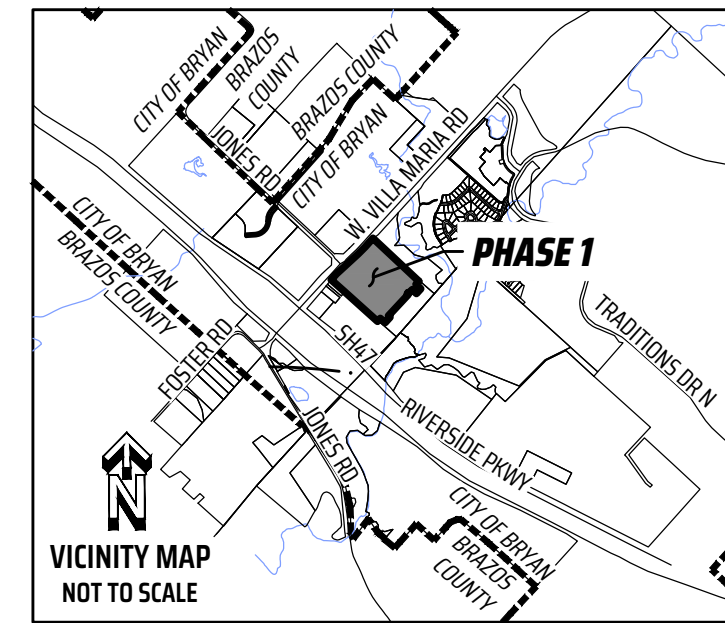 CITY OF BRYAN
BRAZOS
COUNTY
BRAZOS COUNTY
CITY OF BRYAN
JONES RD
W. VILLA MARIA RD
PHASE 1
CITY OF BRYAN
BRAZOS COUNTY
FOSTER RD
SH47
TRADITIONS DR N
RIVERSIDE PKWY
JONES RD
CITY OF BRYAN
BRAZOS
COUNTY
N
VICINITY MAP
NOT TO SCALE